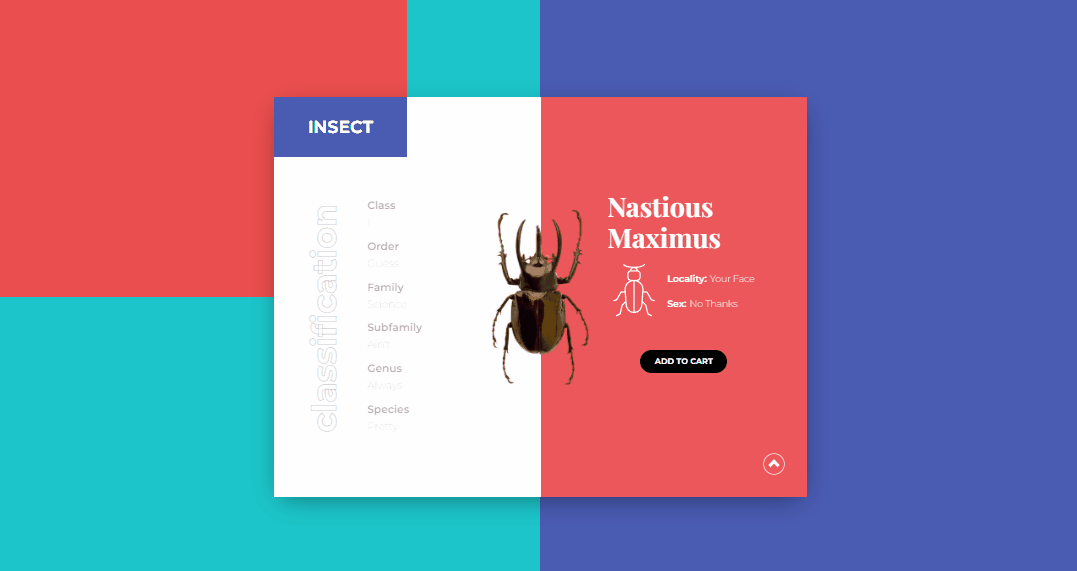 INSECT
classification
Class
I
Order
Guess
Family
Science
Subfamily
Ain't
Genus
Always
Species
Pretty
Nastious
Maximus
Locality: Your Face
Sex: No Thanks
ADD TO CART